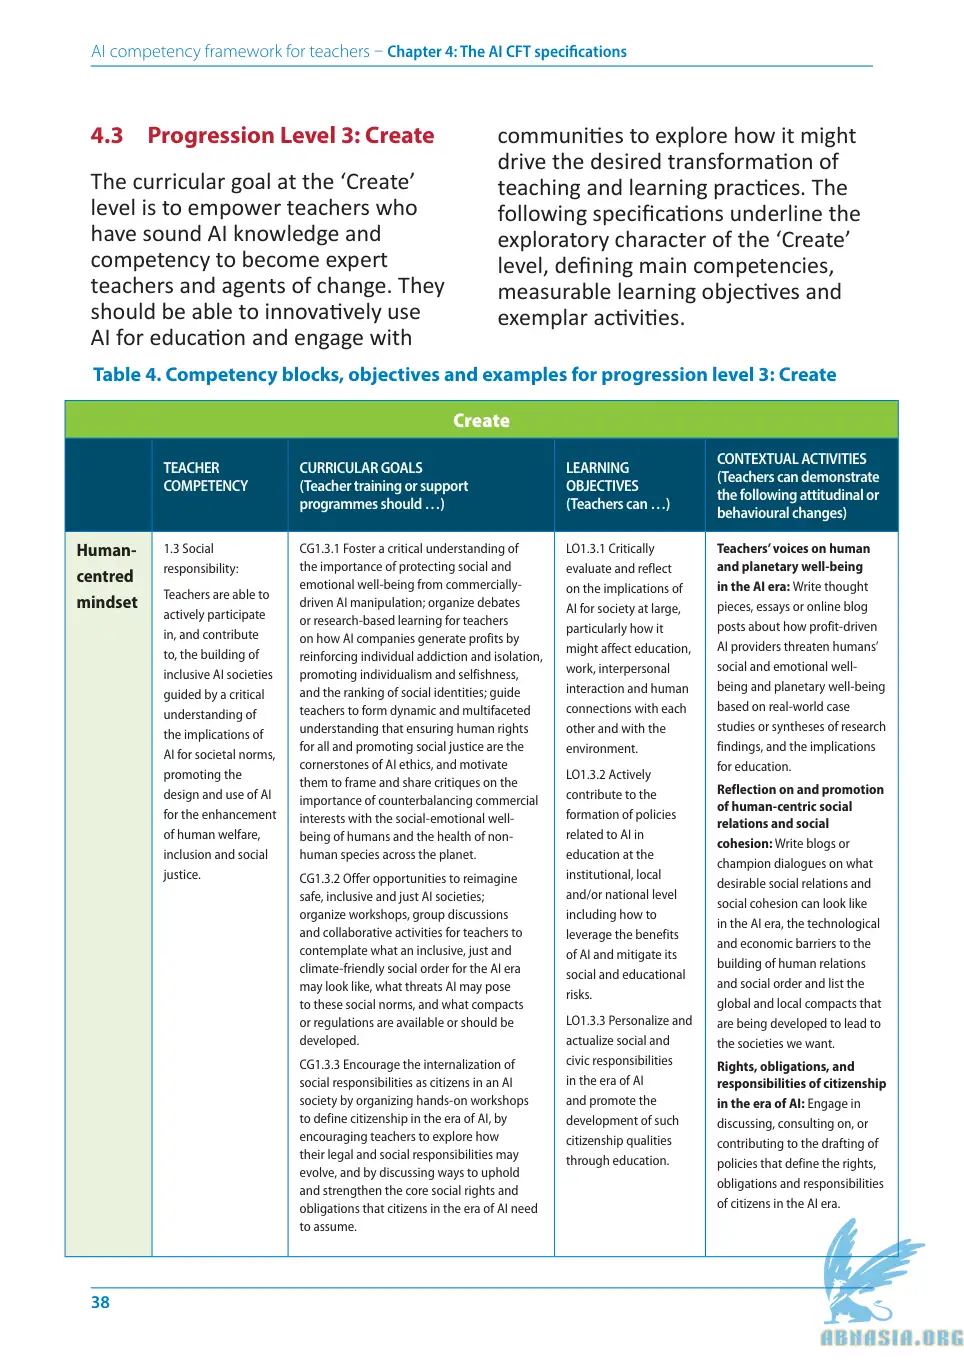 AI competency framework for teachers – Chapter 4: The AI CFT specifications
4.3 Progression Level 3: Create
The curricular goal at the ‘Create’
level is to empower teachers who
have sound AI knowledge and
competency to become expert
teachers and agents of change. They
should be able to innovatively use
AI for education and engage with
communities to explore how it might
drive the desired transformation of
teaching and learning practices. The
following specifications underline the
exploratory character of the ‘Create’
level, defining main competencies,
measurable learning objectives and
exemplar activities.
Table 4. Competency blocks, objectives and examples for progression level 3: Create
Create
TEACHER
COMPETENCY
CURRICULAR GOALS
(Teacher training or support
programmes should …)
LEARNING
OBJECTIVES
(Teachers can …)
CONTEXTUAL ACTIVITIES
(Teachers can demonstrate
the following attitudinal or
behavioural changes)
Human-
centred
mindset
1.3 Social
responsibility:
Teachers are able to
actively participate
in, and contribute
to, the building of
inclusive AI societies
guided by a critical
understanding of
the implications of
AI for societal norms,
promoting the
design and use of AI
for the enhancement
of human welfare,
inclusion and social
justice.
CG1.3.1 Foster a critical understanding of
the importance of protecting social and
emotional well-being from commercially-
driven AI manipulation; organize debates
or research-based learning for teachers
on how AI companies generate profits by
reinforcing individual addiction and isolation,
promoting individualism and selfishness,
and the ranking of social identities; guide
teachers to form dynamic and multifaceted
understanding that ensuring human rights
for all and promoting social justice are the
cornerstones of AI ethics, and motivate
them to frame and share critiques on the
importance of counterbalancing commercial
interests with the social-emotional well-
being of humans and the health of non-
human species across the planet.
CG1.3.2 Offer opportunities to reimagine
safe, inclusive and just AI societies;
organize workshops, group discussions
and collaborative activities for teachers to
contemplate what an inclusive, just and
climate-friendly social order for the AI era
may look like, what threats AI may pose
to these social norms, and what compacts
or regulations are available or should be
developed.
CG1.3.3 Encourage the internalization of
social responsibilities as citizens in an AI
society by organizing hands-on workshops
to define citizenship in the era of AI, by
encouraging teachers to explore how
their legal and social responsibilities may
evolve, and by discussing ways to uphold
and strengthen the core social rights and
obligations that citizens in the era of AI need
to assume.
LO1.3.1 Critically
evaluate and reflect
on the implications of
AI for society at large,
particularly how it
might affect education,
work, interpersonal
interaction and human
connections with each
other and with the
environment.
LO1.3.2 Actively
contribute to the
formation of policies
related to AI in
education at the
institutional, local
and/or national level
including how to
leverage the benefits
of AI and mitigate its
social and educational
risks.
LO1.3.3 Personalize and
actualize social and
civic responsibilities
in the era of AI
and promote the
development of such
citizenship qualities
through education.
Teachers’ voices on human
and planetary well-being
in the AI era: Write thought
pieces, essays or online blog
posts about how profit-driven
AI providers threaten humans’
social and emotional well-
being and planetary well-being
based on real-world case
studies or syntheses of research
findings, and the implications
for education.
Reflection on and promotion
of human-centric social
relations and social
cohesion: Write blogs or
champion dialogues on what
desirable social relations and
social cohesion can look like
in the AI era, the technological
and economic barriers to the
building of human relations
and social order and list the
global and local compacts that
are being developed to lead to
the societies we want.
Rights, obligations, and
responsibilities of citizenship
in the era of AI: Engage in
discussing, consulting on, or
contributing to the drafting of
policies that define the rights,
obligations and responsibilities
of citizens in the AI era.
38
ABNASIA.ORG